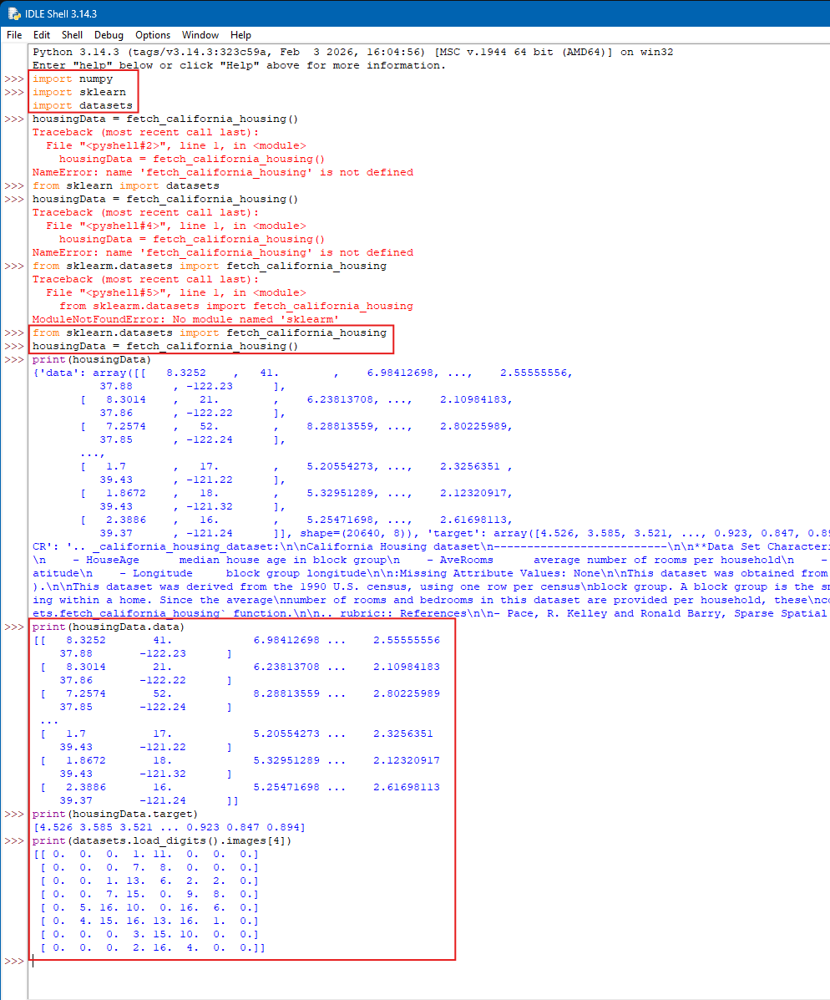 IDLE Shell 3.14.3
File Edit Shell Debug Options Window Help
Python 3.14.3 (tags/v3.14.3:323c59a, Feb  3 2026, 16:04:56) [MSC v.1944 64 bit (AMD64)] on win32
Enter "help" below or click "Help" above for more information.
>>> import numpy
>>> import sklearn
import datasets
>>> housingData = fetch_california_housing()
Traceback (most recent call last):
  File "<pyshell#2>", line 1, in <module>
    housingData = fetch_california_housing()
NameError: name 'fetch_california_housing' is not defined
>>> from sklearn import datasets
>>> housingData = fetch_california_housing()
Traceback (most recent call last):
  File "<pyshell#4>", line 1, in <module>
    housingData = fetch_california_housing()
NameError: name 'fetch_california_housing' is not defined
>>> from sklearm.datasets import fetch_california_housing
Traceback (most recent call last):
  File "<pyshell#5>", line 1, in <module>
    from sklearm.datasets import fetch_california_housing
ModuleNotFoundError: No module named 'sklearm'
>>> from sklearn.datasets import fetch_california_housing
>>> housingData = fetch_california_housing()
>>> print(housingData)
{'data': array([[   8.3252    ,   41.        ,    6.98412698, ...,    2.55555556,
          37.88      , -122.23      ],
       [   8.3014    ,   21.        ,    6.23813708, ...,    2.10984183,
          37.86      , -122.22      ],
       [   7.2574    ,   52.        ,    8.28813559, ...,    2.80225989,
          37.85      , -122.24      ],
       ...,
       [   1.7       ,   17.        ,    5.20554273, ...,    2.3256351 ,
          39.43      , -121.22      ],
       [   1.8672    ,   18.        ,    5.32951289, ...,    2.12320917,
          39.43      , -121.32      ],
       [   2.3886    ,   16.        ,    5.25471698, ...,    2.61698113,
          39.37      , -121.24      ]], shape=(20640, 8)), 'target': array([4.526, 3.585, 3.521, ..., 0.923, 0.847, 0.89
CR': '.. _california_housing_dataset:\n\nCalifornia Housing dataset\n--------------------------\n\n**Data Set Characteri
\n    - HouseAge      median house age in block group\n    - AveRooms      average number of rooms per household\n    -
atitude\n    - Longitude     block group longitude\n\n:Missing Attribute Values: None\n\nThis dataset was obtained from
).\n\nThis dataset was derived from the 1990 U.S. census, using one row per census\nblock group. A block group is the sm
ing within a home. Since the average\nnumber of rooms and bedrooms in this dataset are provided per household, these\nco
ets.fetch_california_housing` function.\n\n.. rubric:: References\n\n- Pace, R. Kelley and Ronald Barry, Sparse Spatial
>>> print(housingData.data)
[[   8.3252       41.            6.98412698 ...    2.55555556
    37.88       -122.23      ]
 [   8.3014       21.            6.23813708 ...    2.10984183
    37.86       -122.22      ]
 [   7.2574       52.            8.28813559 ...    2.80225989
    37.85       -122.24      ]
 ...
 [   1.7          17.            5.20554273 ...    2.3256351
    39.43       -121.22      ]
 [   1.8672       18.            5.32951289 ...    2.12320917
    39.43       -121.32      ]
 [   2.3886       16.            5.25471698 ...    2.61698113
    39.37       -121.24      ]]
>>> print(housingData.target)
[4.526 3.585 3.521 ... 0.923 0.847 0.894]
>>> print(datasets.load_digits().images[4])
[[ 0.  0.  0.  1. 11.  0.  0.  0.]
 [ 0.  0.  0.  7.  8.  0.  0.  0.]
 [ 0.  0.  1. 13.  6.  2.  2.  0.]
 [ 0.  0.  7. 15.  0.  9.  8.  0.]
 [ 0.  5. 16. 10.  0. 16.  6.  0.]
 [ 0.  4. 15. 16. 13. 16.  1.  0.]
 [ 0.  0.  0.  3. 15. 10.  0.  0.]
 [ 0.  0.  0.  2. 16.  4.  0.  0.]]
>>>